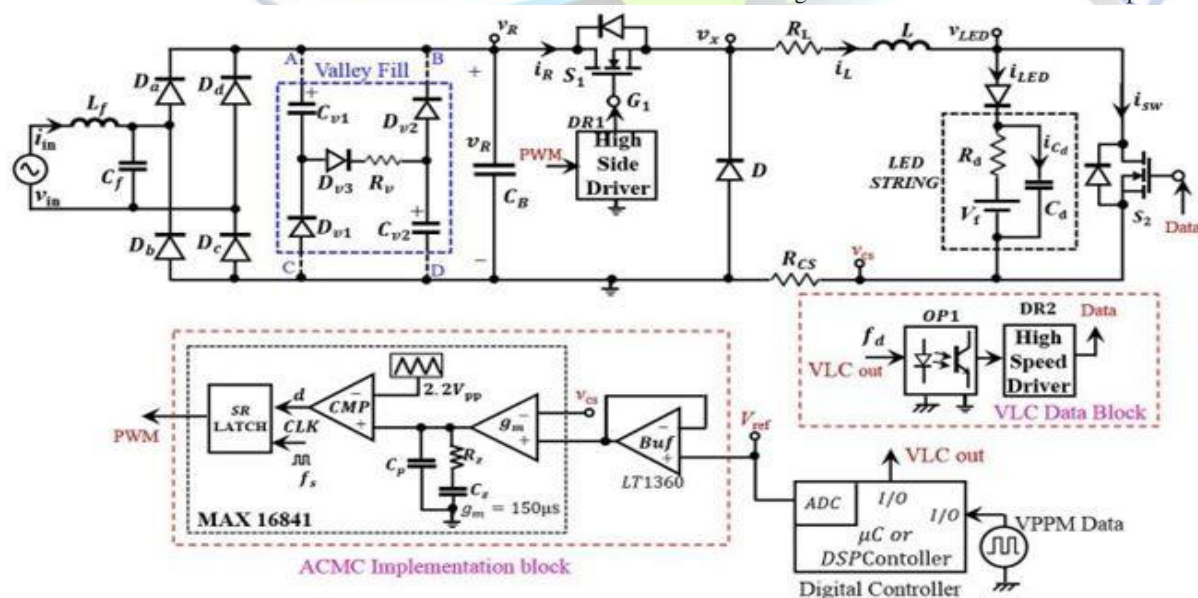 v_R
v_x
R_L
L
v_LED
A
B
Valley Fill
D_a
D_d
C_v1
D_v2
+
+
i_R
S_1
i_L
i_LED
G_1
L_f
i_in
DR1
High
Side
Driver
PWM
v_R
C_B
D
i_sw
R_d
i_Cd
LED
STRING
D_v3
R_v
C_f
v_in
+
D_v1
C_v2
V_f
C_d
S_2
Data
D_b
D_c
C
D
−
R_CS
v_cs
OP1
DR2
Data
f_d
VLC out
High
Speed
Driver
VLC Data Block
2.2V_pp
SR
LATCH
d
CLK
f_s
CMP
−
+
g_m
−
+
v_cs
Buf
−
+
V_ref
PWM
C_p
R_z
C_z
LT1360
g_m = 150μs
MAX 16841
ACMC Implementation block
VLC out
ADC
I/O
I/O
μC or
DSPContoller
VPPM Data
Digital Controller